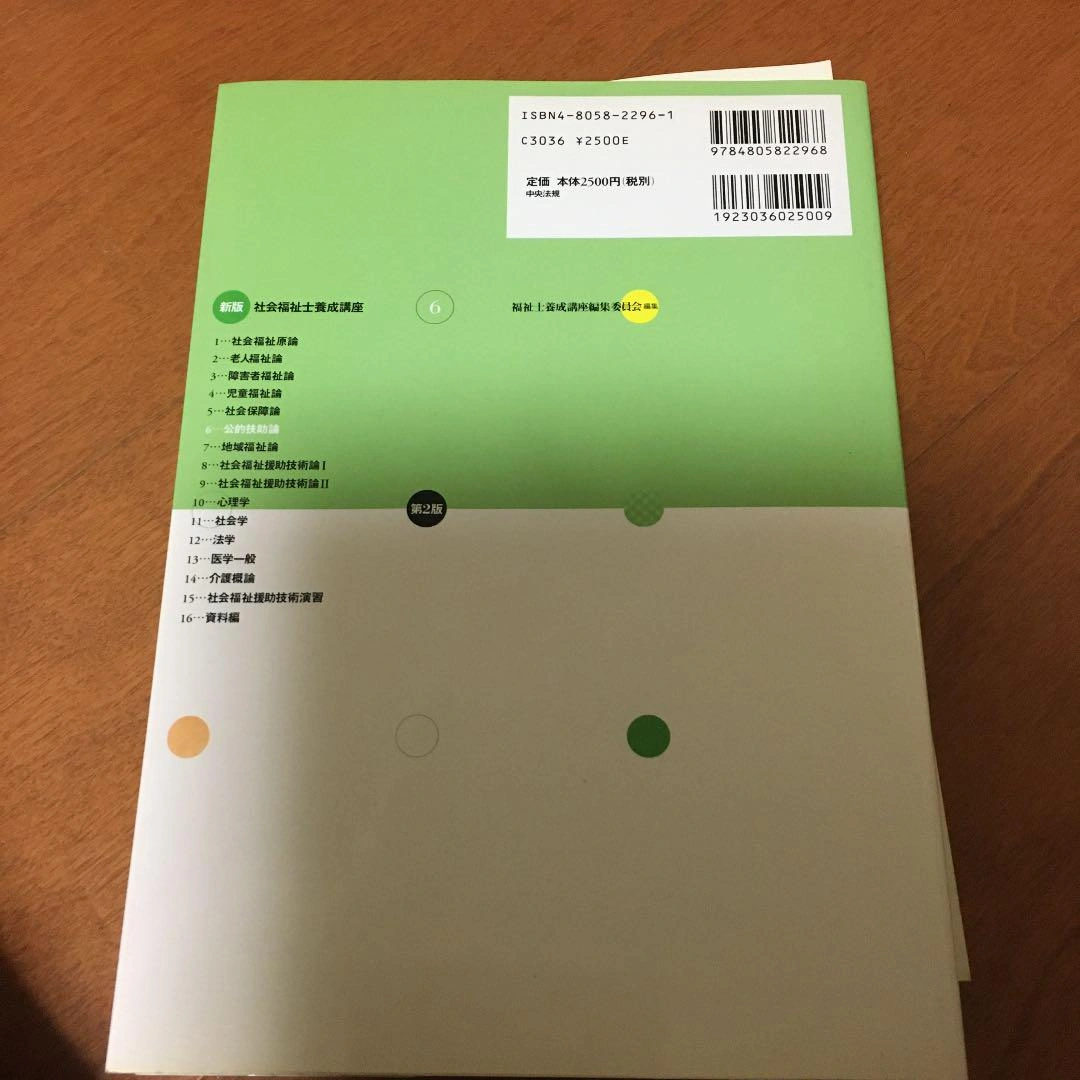 ISBN4-8058-2296-1
C3036 ¥2500E
9784805822968
定価 本体2500円(税別)
中央法規
1923036025009
新版 社会福祉士養成講座 6 福祉士養成講座編集委員会 編集
1…社会福祉原論
2…老人福祉論
3…障害者福祉論
4…児童福祉論
5…社会保障論
6…公的扶助論
7…地域福祉論
8…社会福祉援助技術論I
9…社会福祉援助技術論II
10…心理学
第2版
11…社会学
12…法学
13…医学一般
14…介護概論
15…社会福祉援助技術演習
16…資料編